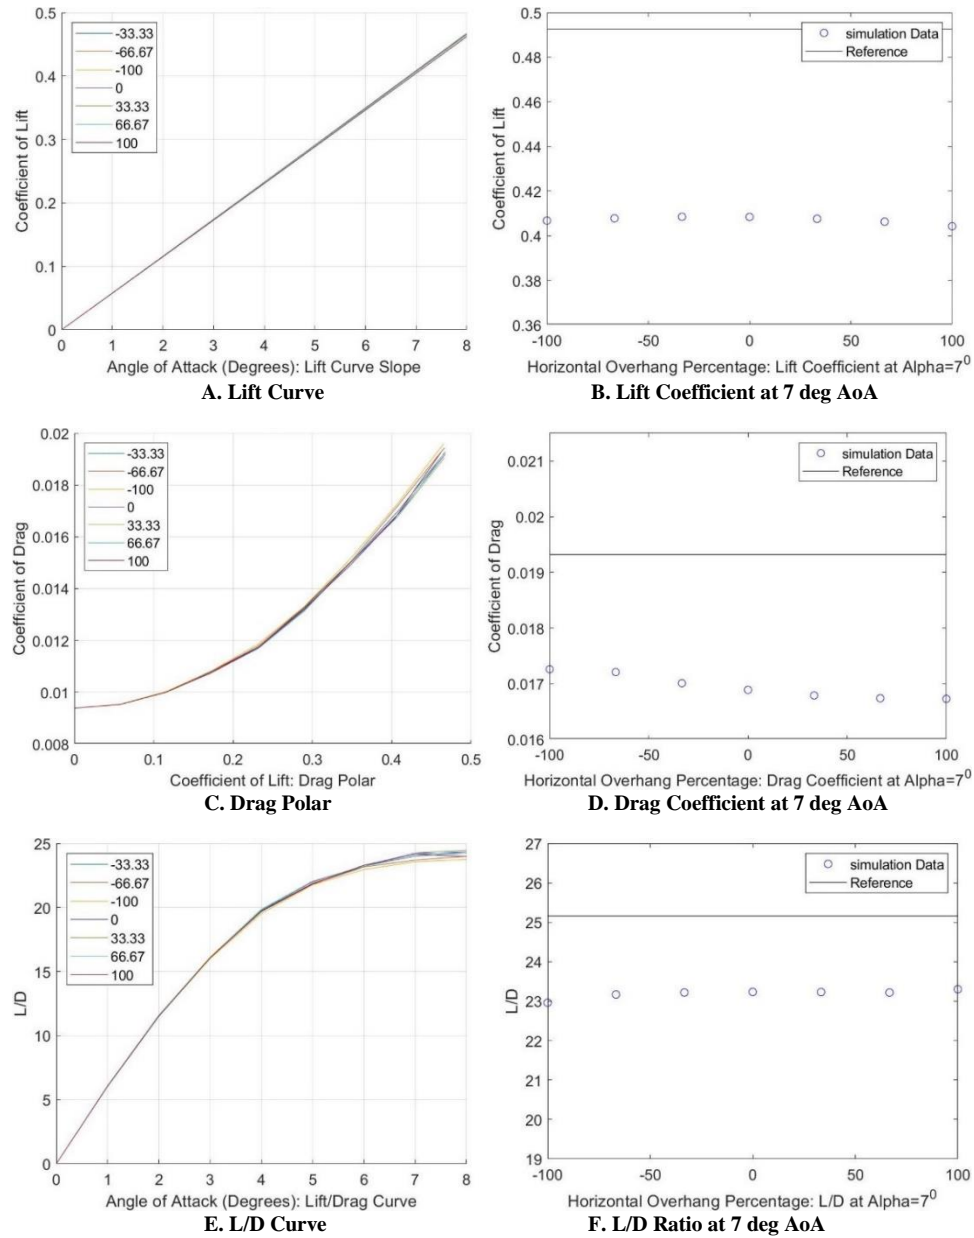 0.5
0.4
0.3
0.2
0.1
0
Coefficient of Lift
-33.33
-66.67
-100
0
33.33
66.67
100
0 1 2 3 4 5 6 7 8
Angle of Attack (Degrees): Lift Curve Slope
A. Lift Curve
0.5
0.48
0.46
0.44
0.42
0.4
0.38
0.36
Coefficient of Lift
simulation Data
Reference
-100 -50 0 50 100
Horizontal Overhang Percentage: Lift Coefficient at Alpha=7⁰
B. Lift Coefficient at 7 deg AoA
0.02
0.018
0.016
0.014
0.012
0.01
0.008
Coefficient of Drag
-33.33
-66.67
-100
0
33.33
66.67
100
0 0.1 0.2 0.3 0.4 0.5
Coefficient of Lift: Drag Polar
C. Drag Polar
0.021
0.02
0.019
0.018
0.017
0.016
Coefficient of Drag
simulation Data
Reference
-100 -50 0 50 100
Horizontal Overhang Percentage: Drag Coefficient at Alpha=7⁰
D. Drag Coefficient at 7 deg AoA
25
20
15
10
5
0
L/D
-33.33
-66.67
-100
0
33.33
66.67
100
0 1 2 3 4 5 6 7 8
Angle of Attack (Degrees): Lift/Drag Curve
E. L/D Curve
27
26
25
24
23
22
21
20
19
L/D
simulation Data
Reference
-100 -50 0 50 100
Horizontal Overhang Percentage: L/D at Alpha=7⁰
F. L/D Ratio at 7 deg AoA